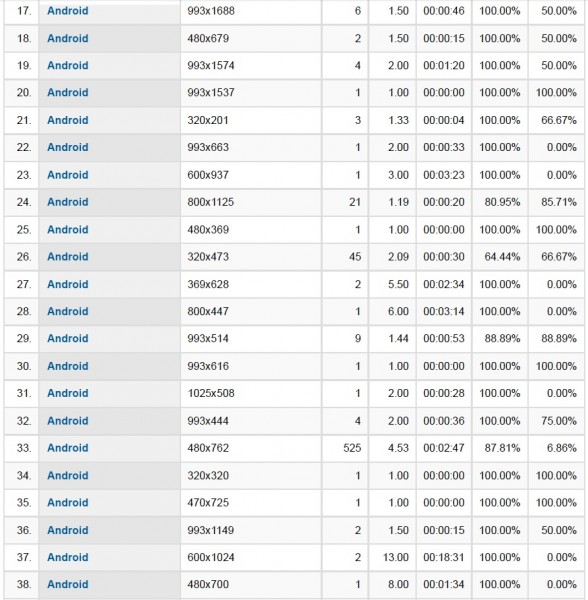 17. Android 993x1688 6 1.50 00:00:46 100.00% 50.00%
18. Android 480x679 2 1.50 00:00:15 100.00% 50.00%
19. Android 993x1574 4 2.00 00:01:20 100.00% 50.00%
20. Android 993x1537 1 1.00 00:00:00 100.00% 100.00%
21. Android 320x201 3 1.33 00:00:04 100.00% 66.67%
22. Android 993x663 1 2.00 00:00:33 100.00% 0.00%
23. Android 600x937 1 3.00 00:03:23 100.00% 0.00%
24. Android 800x1125 21 1.19 00:00:20 80.95% 85.71%
25. Android 480x369 1 1.00 00:00:00 100.00% 100.00%
26. Android 320x473 45 2.09 00:00:30 64.44% 66.67%
27. Android 369x628 2 5.50 00:02:34 100.00% 0.00%
28. Android 800x447 1 6.00 00:03:14 100.00% 0.00%
29. Android 993x514 9 1.44 00:00:53 88.89% 88.89%
30. Android 993x616 1 1.00 00:00:00 100.00% 100.00%
31. Android 1025x508 1 2.00 00:00:28 100.00% 0.00%
32. Android 993x444 4 2.00 00:00:36 100.00% 75.00%
33. Android 480x762 525 4.53 00:02:47 87.81% 6.86%
34. Android 320x320 1 1.00 00:00:00 100.00% 100.00%
35. Android 470x725 1 1.00 00:00:00 100.00% 100.00%
36. Android 993x1149 2 1.50 00:00:15 100.00% 50.00%
37. Android 600x1024 2 13.00 00:18:31 100.00% 0.00%
38. Android 480x700 1 8.00 00:01:34 100.00% 0.00%